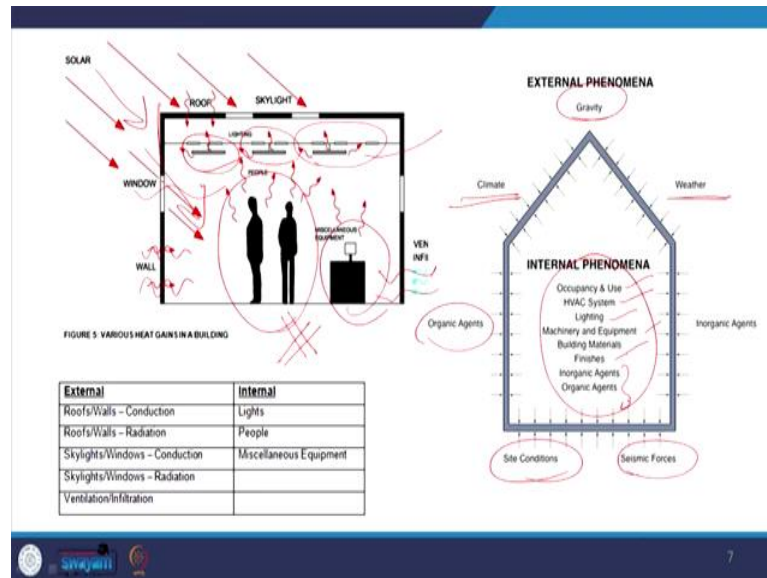 SOLAR
ROOF
SKYLIGHT
LIGHTING
PEOPLE
WINDOW
MISCELLANEOUS
EQUIPMENT
VEN
INFI
WALL
FIGURE 5: VARIOUS HEAT GAINS IN A BUILDING
External
Internal
Roofs/Walls – Conduction
Lights
Roofs/Walls – Radiation
People
Skylights/Windows – Conduction
Miscellaneous Equipment
Skylights/Windows – Radiation
Ventilation/Infiltration
EXTERNAL PHENOMENA
Gravity
Climate
Weather
INTERNAL PHENOMENA
Occupancy & Use
HVAC System
Lighting
Machinery and Equipment
Building Materials
Finishes
Inorganic Agents
Organic Agents
Organic Agents
Inorganic Agents
Site Conditions
Seismic Forces
swayam
7